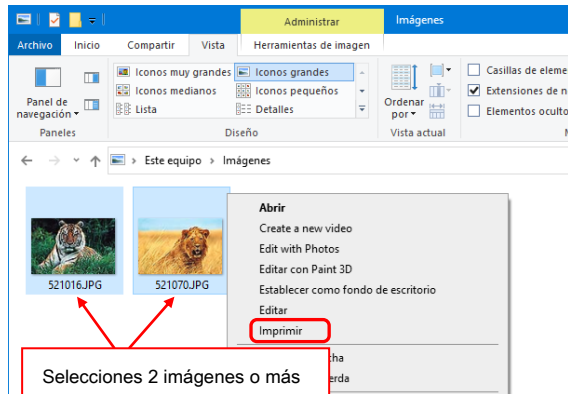 Administrar
Imágenes
Archivo
Inicio
Compartir
Vista
Herramientas de imagen
Iconos muy grandes
Iconos grandes
Iconos medianos
Iconos pequeños
Lista
Detalles
Panel de
navegación
Ordenar
por
Casillas de eleme
Extensiones de n
Elementos oculto
Paneles
Diseño
Vista actual
Este equipo
Imágenes
521016.JPG
521070.JPG
Abrir
Create a new video
Edit with Photos
Editar con Paint 3D
Establecer como fondo de escritorio
Editar
Imprimir
cha
erda
Selecciones 2 imágenes o más